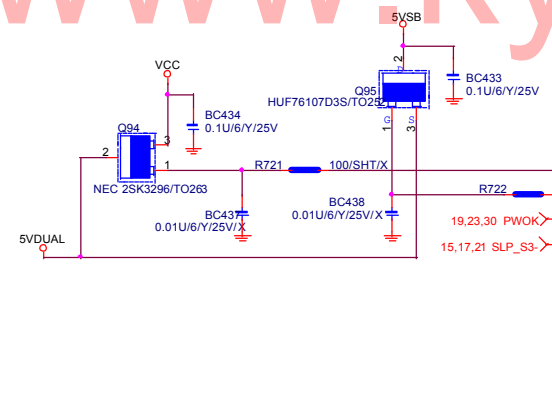 www.ky
5VSB
VCC
2
D
BC433
0.1U/6/Y/25V
Q95
HUF76107D3S/TO252
BC434
0.1U/6/Y/25V
Q94
3
G
S
1
3
2
1
R721
100/SHT/X
NEC 2SK3296/TO263
R722
BC437
0.01U/6/Y/25V/X
BC438
0.01U/6/Y/25V/X
19,23,30 PWOK
5VDUAL
15,17,21 SLP_S3-